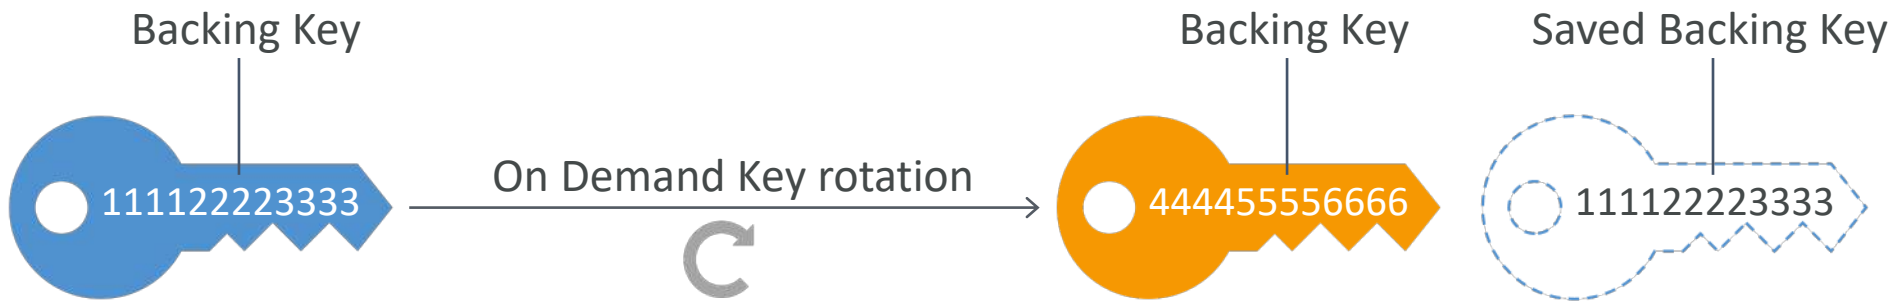 Backing Key
Backing Key
Saved Backing Key
111122223333
On Demand Key rotation
444455556666
111122223333